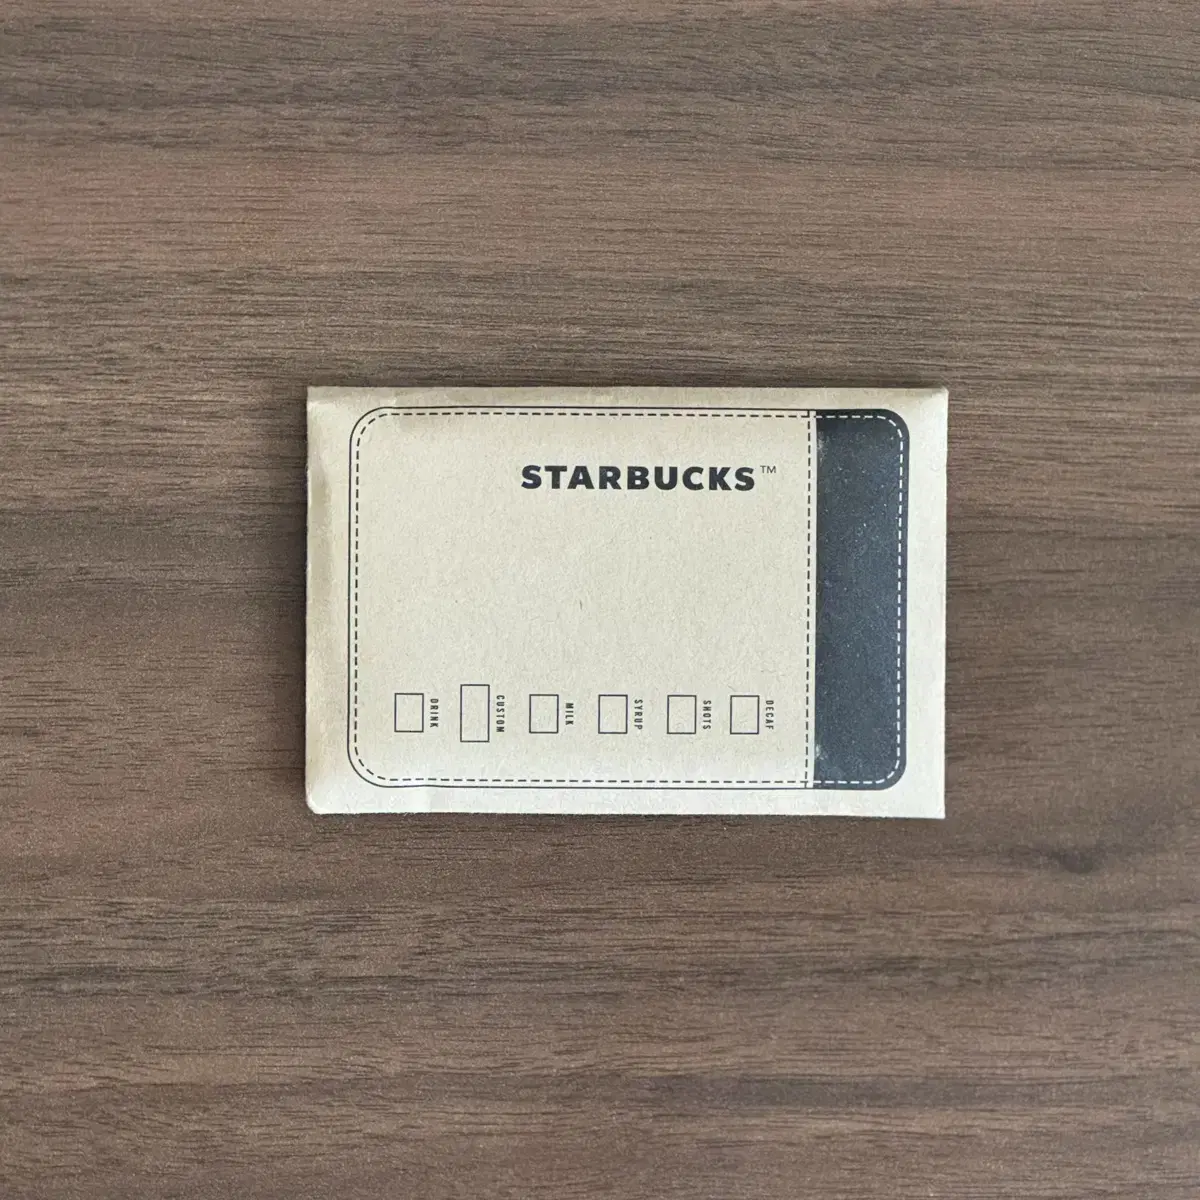 STARBUCKS™
DECAF
SHOTS
SYRUP
MILK
CUSTOM
DRINK